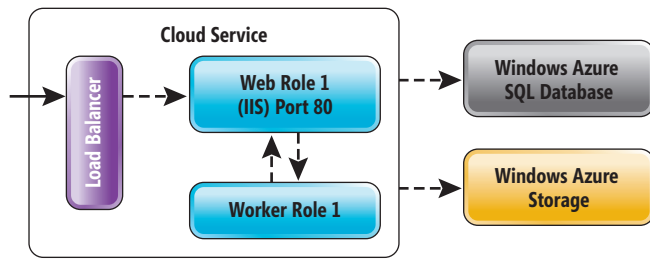 Cloud Service
Load Balancer
Web Role 1
(IIS) Port 80
Worker Role 1
Windows Azure
SQL Database
Windows Azure
Storage